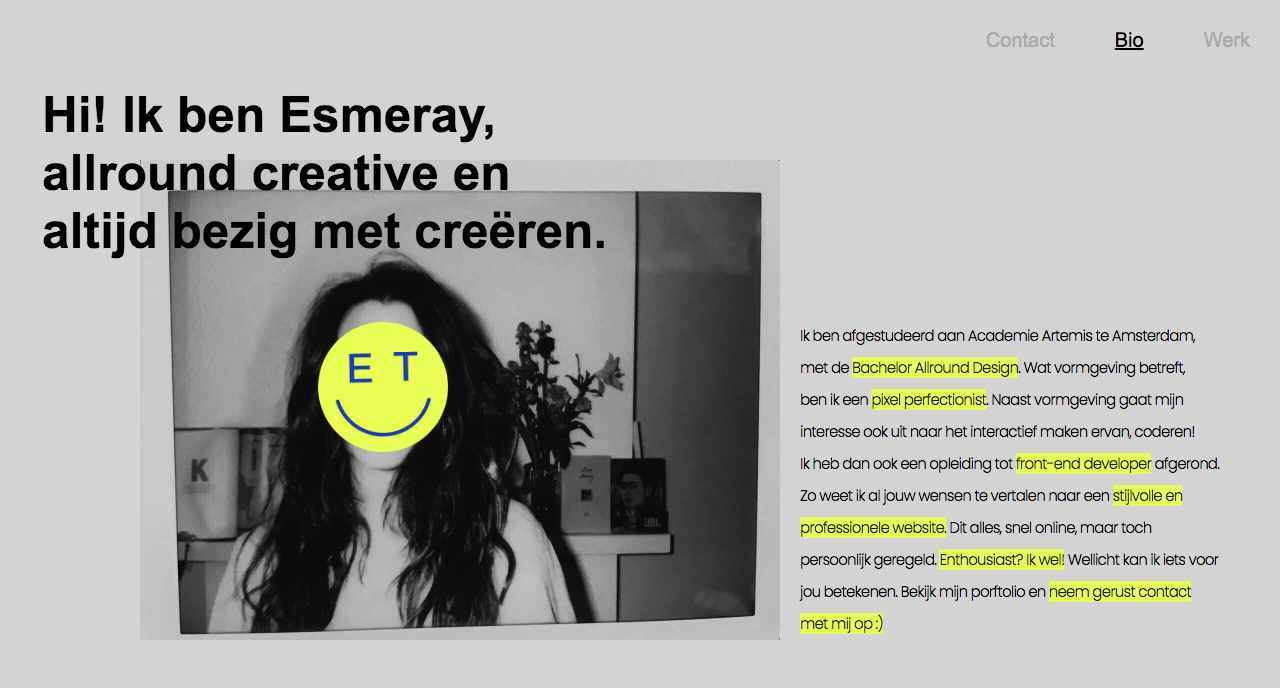 Contact Bio Werk
Hi! Ik ben Esmeray,
allround creative en
altijd bezig met creëren.
E T
K
JBL
Ik ben afgestudeerd aan Academie Artemis te Amsterdam,
met de Bachelor Allround Design. Wat vormgeving betreft,
ben ik een pixel perfectionist. Naast vormgeving gaat mijn
interesse ook uit naar het interactief maken ervan, coderen!
Ik heb dan ook een opleiding tot front-end developer afgerond.
Zo weet ik al jouw wensen te vertalen naar een stijlvolle en
professionele website. Dit alles, snel online, maar toch
persoonlijk geregeld. Enthousiast? Ik wel! Wellicht kan ik iets voor
jou betekenen. Bekijk mijn porftolio en neem gerust contact
met mij op :)